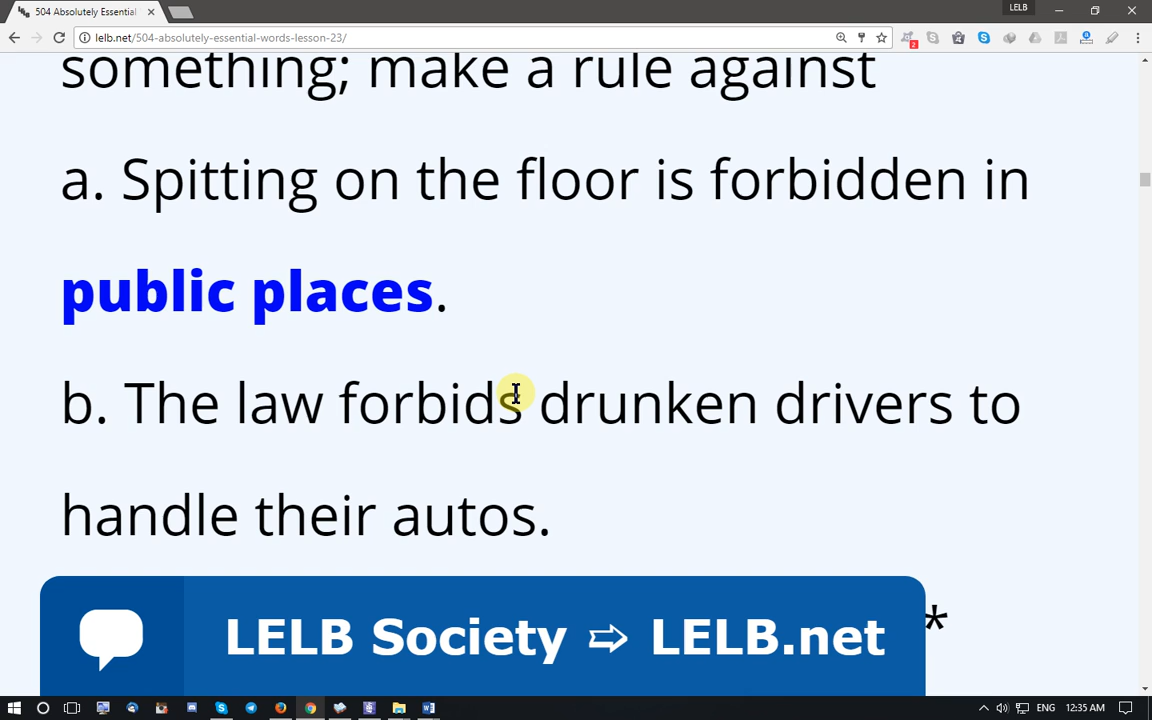 504 Absolutely Essential
LELB
lelb.net/504-absolutely-essential-words-lesson-23/
2
something; make a rule against
a. Spitting on the floor is forbidden in
public places.
b. The law forbids drunken drivers to
handle their autos.
*
LELB Society ⇨ LELB.net
ENG 12:35 AM